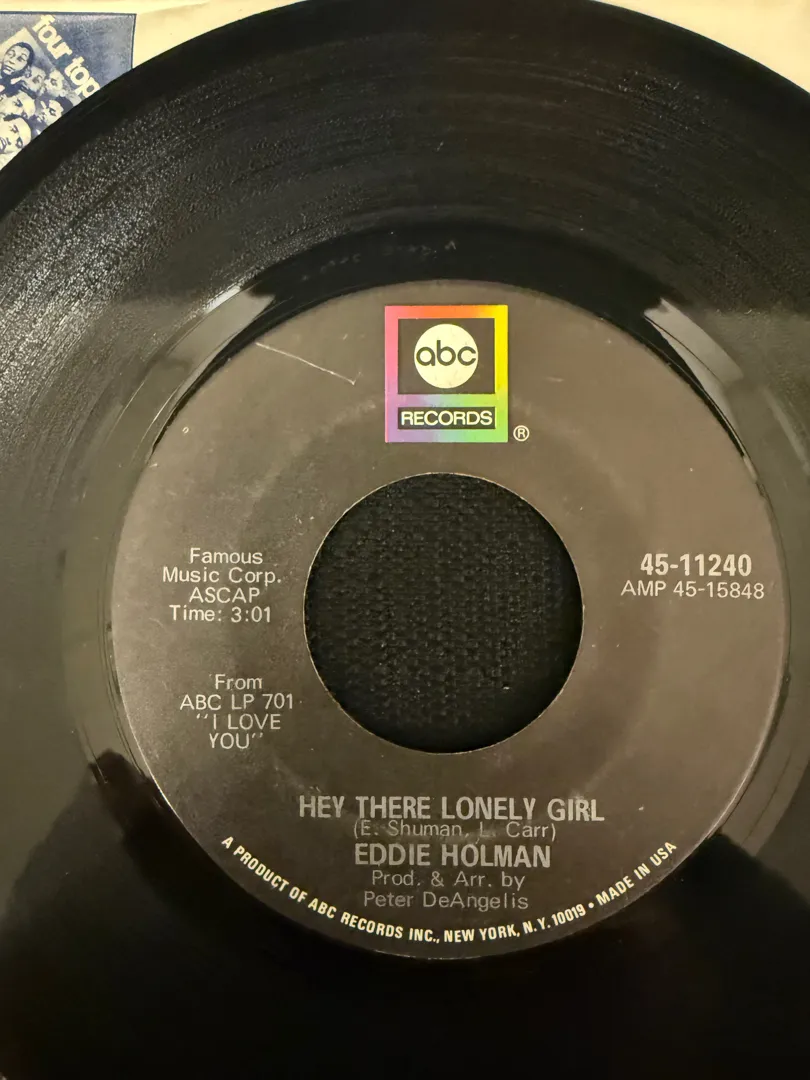 four top
abc
RECORDS
®
Famous
Music Corp.
ASCAP
Time: 3:01
45-11240
AMP 45-15848
From
ABC LP 701
"I LOVE
YOU"
HEY THERE LONELY GIRL
(E. Shuman, L. Carr)
EDDIE HOLMAN
Prod. & Arr. by
Peter DeAngelis
A PRODUCT OF ABC RECORDS INC., NEW YORK, N.Y. 10019 • MADE IN USA